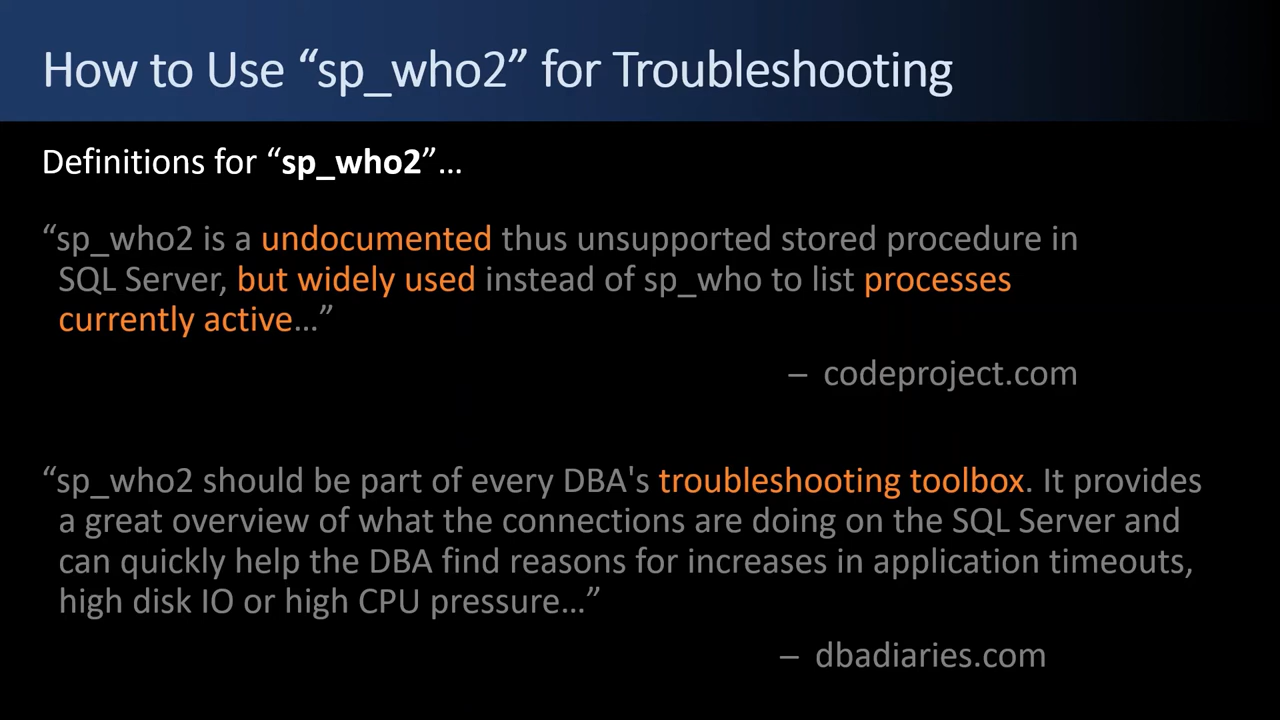 How to Use “sp_who2” for Troubleshooting
Definitions for “sp_who2”…
“sp_who2 is a undocumented thus unsupported stored procedure in
SQL Server, but widely used instead of sp_who to list processes
currently active…”
– codeproject.com
“sp_who2 should be part of every DBA's troubleshooting toolbox. It provides
a great overview of what the connections are doing on the SQL Server and
can quickly help the DBA find reasons for increases in application timeouts,
high disk IO or high CPU pressure…”
– dbadiaries.com